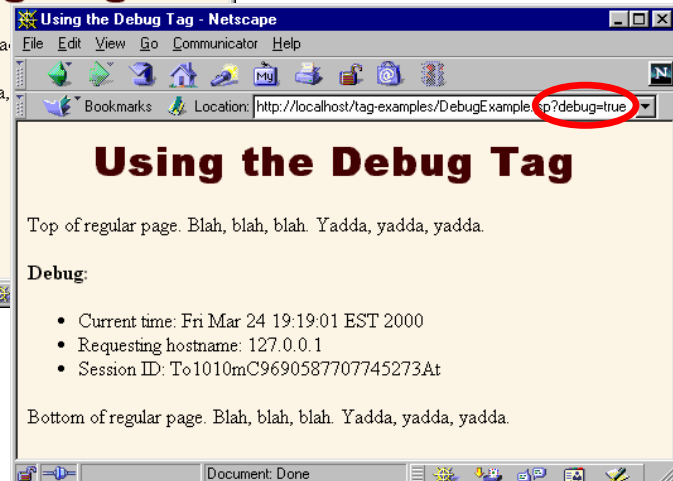 Using the Debug Tag - Netscape
File Edit View Go Communicator Help
My
N
Bookmarks Location: http://localhost/tag-examples/DebugExample.jsp?debug=true
Using the Debug Tag
Top of regular page. Blah, blah, blah. Yadda, yadda, yadda.
Debug:
• Current time: Fri Mar 24 19:19:01 EST 2000
• Requesting hostname: 127.0.0.1
• Session ID: To1010mC9690587707745273At
Bottom of regular page. Blah, blah, blah. Yadda, yadda, yadda.
Document: Done